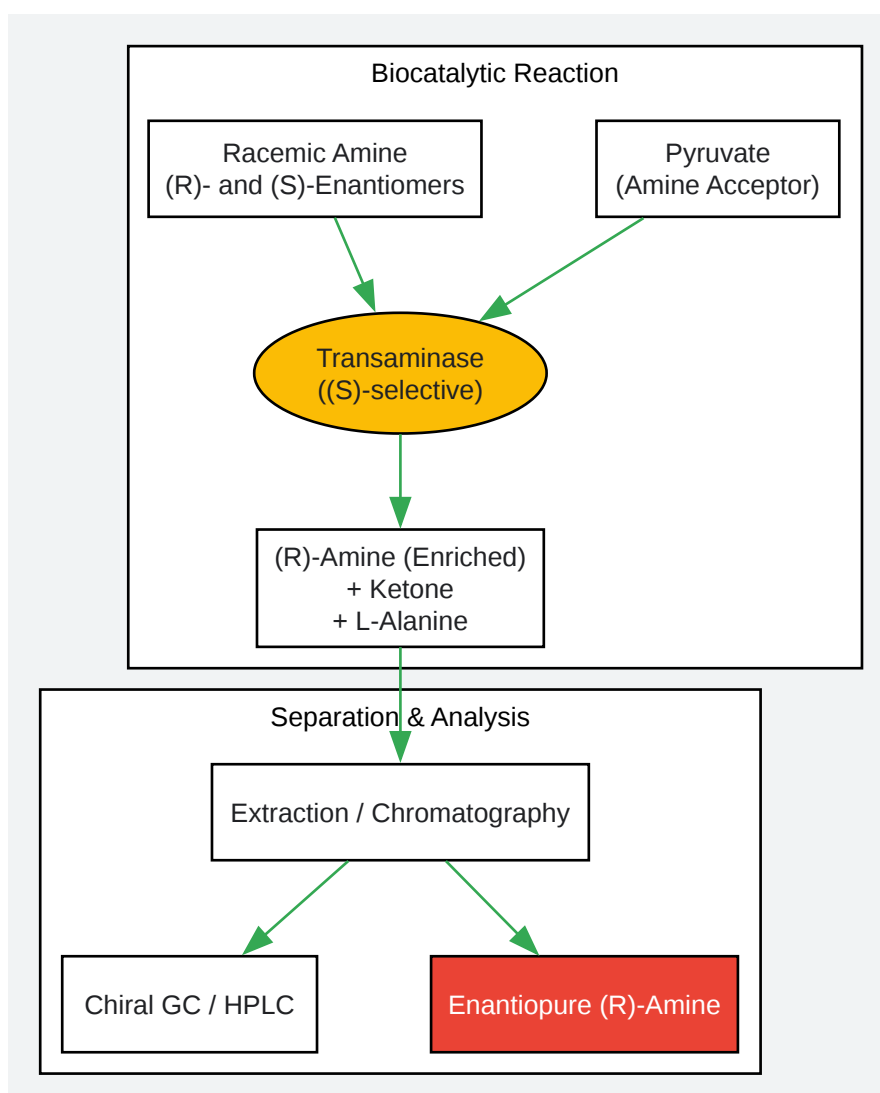 Biocatalytic Reaction
Racemic Amine
(R)- and (S)-Enantiomers
Pyruvate
(Amine Acceptor)
Transaminase
((S)-selective)
(R)-Amine (Enriched)
+ Ketone
+ L-Alanine
Separation & Analysis
Extraction / Chromatography
Chiral GC / HPLC
Enantiopure (R)-Amine